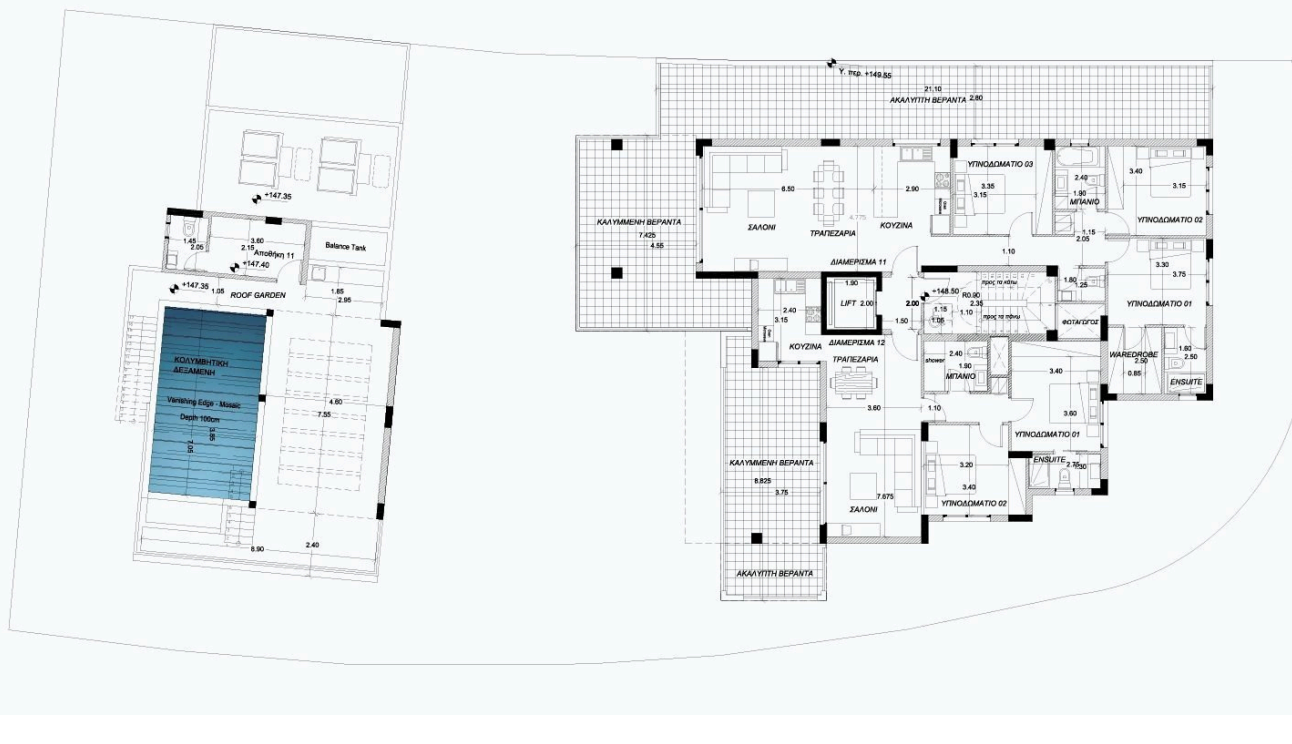 +147.35
1.45
2.05
3.60
2.15
Αποθήκη 11
+147.40
Balance Tank
+147.35
1.05
ROOF GARDEN
1.85
2.95
ΚΟΛΥΜΒΗΤΙΚΗ
ΔΕΞΑΜΕΝΗ
Vanishing Edge - Mosaic
Depth 100cm
3.85
7.05
4.60
7.55
8.90
2.40
Υ. περ. +149.55
21.10
ΑΚΑΛΥΠΤΗ ΒΕΡΑΝΤΑ
2.80
ΚΑΛΥΜΜΕΝΗ ΒΕΡΑΝΤΑ
7.425
4.55
6.50
ΣΑΛΟΝΙ
ΤΡΑΠΕΖΑΡΙΑ
4.775
2.90
ΚΟΥΖΙΝΑ
ΔΙΑΜΕΡΙΣΜΑ 11
ΥΠΝΟΔΩΜΑΤΙΟ 03
3.35
3.15
1.10
2.40
1.90
ΜΠΑΝΙΟ
1.15
2.05
3.40
3.15
ΥΠΝΟΔΩΜΑΤΙΟ 02
3.30
3.75
ΥΠΝΟΔΩΜΑΤΙΟ 01
1.80
1.25
ΦΩΤΑΓΩΓΟΣ
WAREDROBE
2.50
0.85
1.60
2.50
ENSUITE
1.90
LIFT
2.00
2.00
1.50
+148.50
R0.90
2.35
1.15
1.10
1.05
προς τα κάτω
προς τα πάνω
2.40
3.15
ΚΟΥΖΙΝΑ
ΔΙΑΜΕΡΙΣΜΑ 12
ΤΡΑΠΕΖΑΡΙΑ
3.60
shower
2.40
1.90
ΜΠΑΝΙΟ
1.10
3.40
3.60
ΥΠΝΟΔΩΜΑΤΙΟ 01
ENSUITE
3.20
3.40
ΥΠΝΟΔΩΜΑΤΙΟ 02
7.675
ΣΑΛΟΝΙ
ΚΑΛΥΜΜΕΝΗ ΒΕΡΑΝΤΑ
8.825
3.75
ΑΚΑΛΥΠΤΗ ΒΕΡΑΝΤΑ